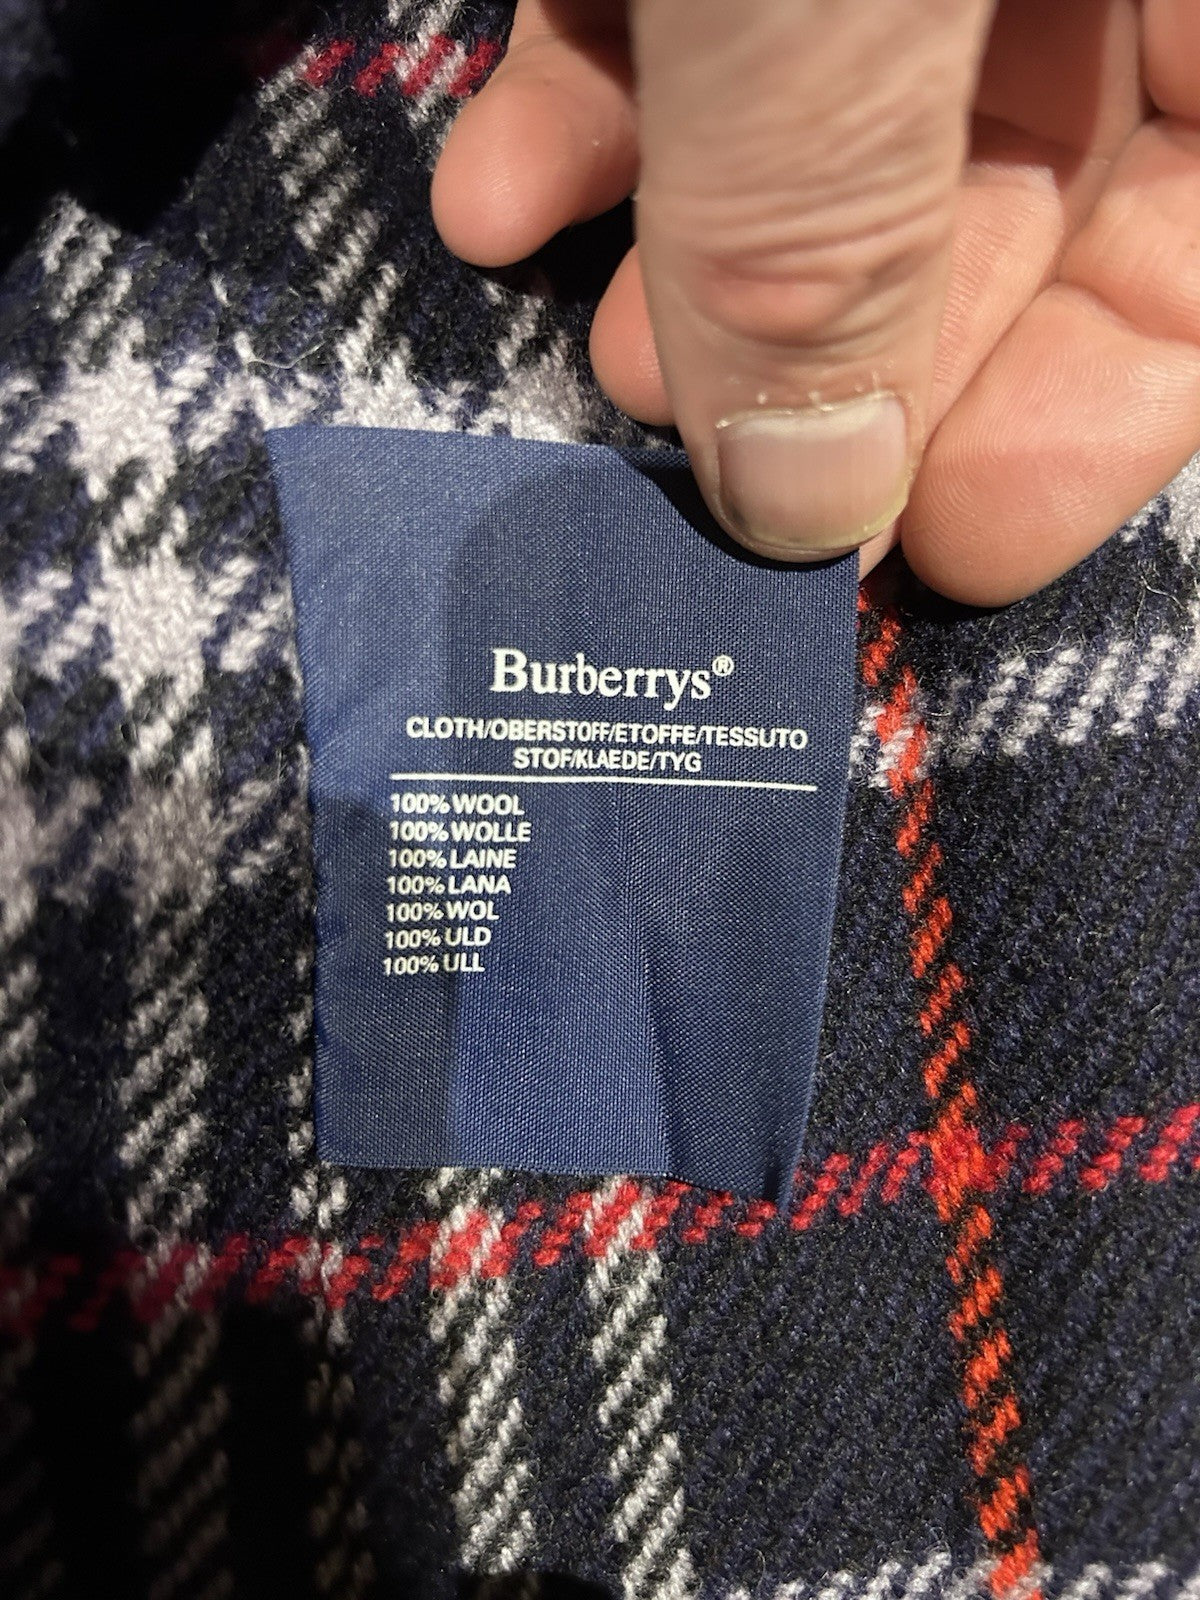 Burberrys®
CLOTH/OBERSTOFF/ETOFFE/TESSUTO
STOF/KLAEDE/TYG
100% WOOL
100% WOLLE
100% LAINE
100% LANA
100% WOL
100% ULD
100% ULL